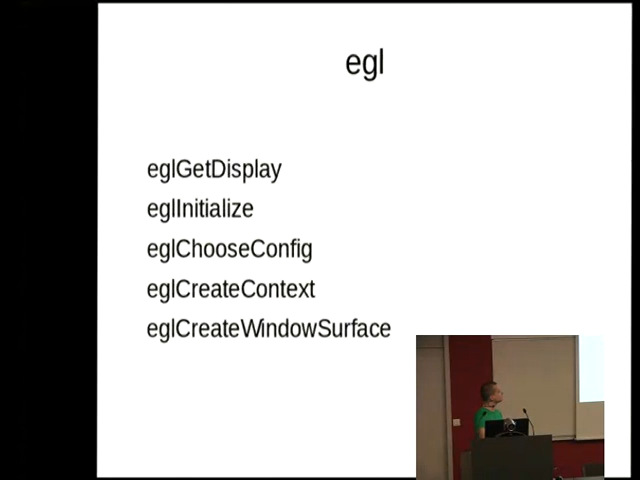 egl
eglGetDisplay
eglInitialize
eglChooseConfig
eglCreateContext
eglCreateWindowSurface